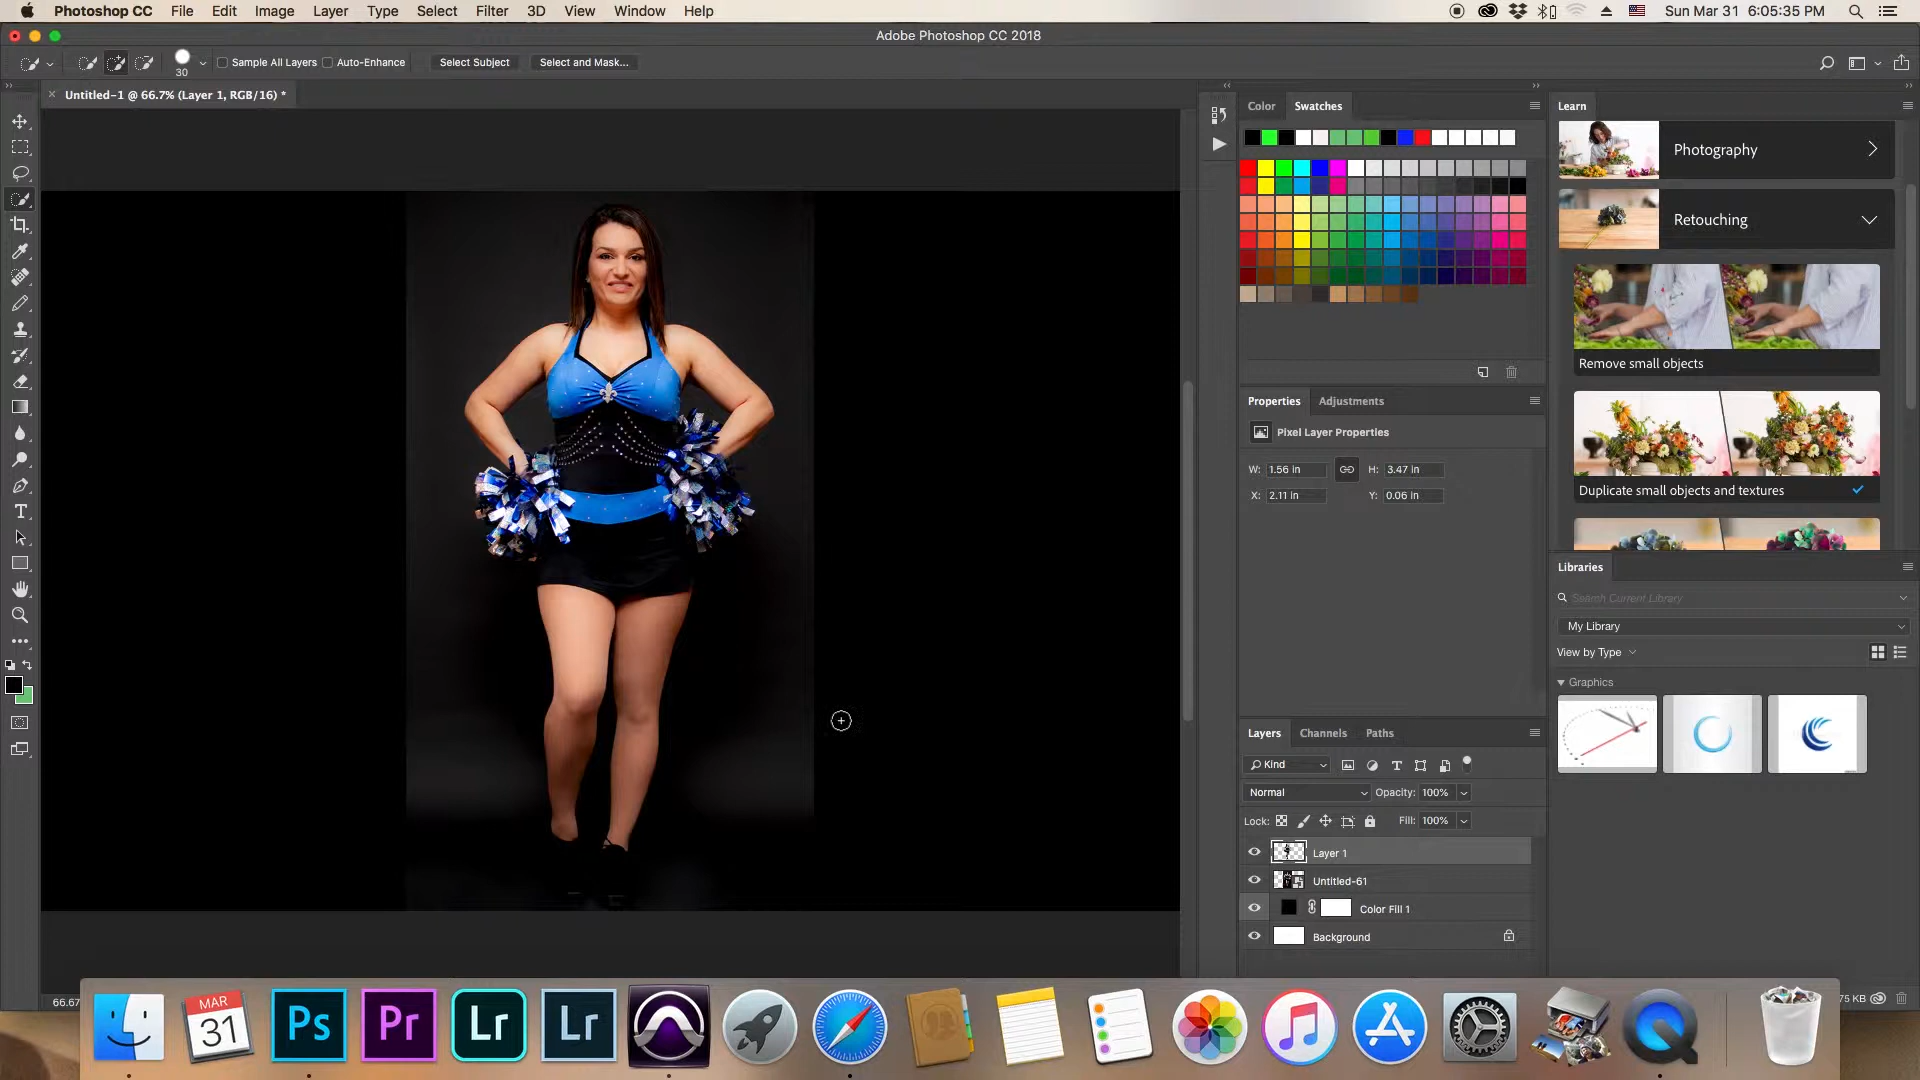 Photoshop CC File Edit Image Layer Type Select Filter 3D View Window Help Sun Mar 31 6:05:35 PM
Adobe Photoshop CC 2018
30 Sample All Layers Auto-Enhance Select Subject Select and Mask...
× Untitled-1 @ 66.7% (Layer 1, RGB/16) *
Color Swatches
Learn
Photography
Retouching
Remove small objects
Duplicate small objects and textures
Properties Adjustments
Pixel Layer Properties
W: 1.56 in H: 3.47 in
X: 2.11 in Y: 0.06 in
Libraries
Search Current Library
My Library
View by Type
Graphics
Layers Channels Paths
Kind
Normal Opacity: 100%
Lock: Fill: 100%
Layer 1
Untitled-61
Color Fill 1
Background
66.67
75 KB
MAR
31
Ps
Pr
Lr
Lr